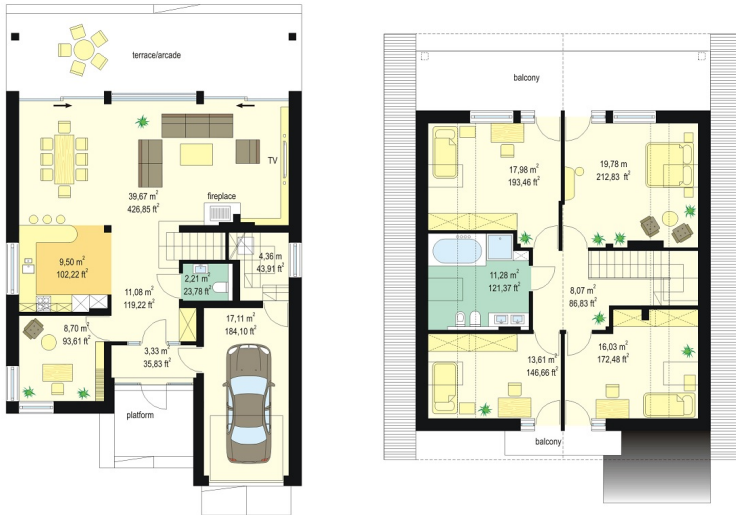 terrace/arcade
TV
39,67 m²
426,85 ft²
fireplace
9,50 m²
102,22 ft²
4,36 m
43,91 ft²
2,21 m²
23,78 ft²
11,08 m²
119,22 ft²
17,11 m²
184,10 ft²
8,70 m²
93,61 ft²
3,33 m²
35,83 ft²
platform
balcony
17,98 m²
193,46 ft²
19,78 m
212,83 ft²
11,28 m²
121,37 ft²
8,07 m²
86,83 ft²
13,61 m²
146,66 ft²
16,03 m²
172,48 ft²
balcony